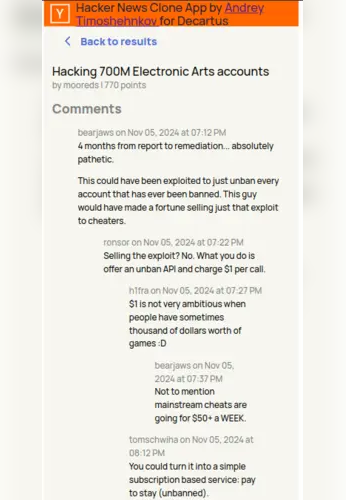 Y
Hacker News Clone App by Andrey
Timoshehnkov for Decartus
Back to results
Hacking 700M Electronic Arts accounts
by mooreds | 770 points
Comments
bearjaws on Nov 05, 2024 at 07:12 PM
4 months from report to remediation... absolutely
pathetic.
This could have been exploited to just unban every
account that has ever been banned. This guy
would have made a fortune selling just that exploit
to cheaters.
ronsor on Nov 05, 2024 at 07:22 PM
Selling the exploit? No. What you do is
offer an unban API and charge $1 per call.
h1fra on Nov 05, 2024 at 07:27 PM
$1 is not very ambitious when
people have sometimes
thousand of dollars worth of
games :D
bearjaws on Nov 05,
2024 at 07:37 PM
Not to mention
mainstream cheats are
going for $50+ a WEEK.
tomschwiha on Nov 05, 2024 at
08:12 PM
You could turn it into a simple
subscription based service: pay
to stay (unbanned).